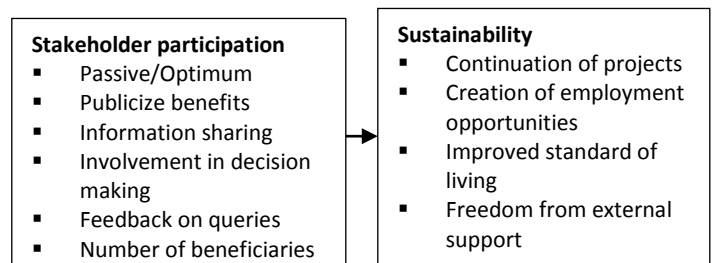 Stakeholder participation
▪ Passive/Optimum
▪ Publicize benefits
▪ Information sharing
▪ Involvement in decision
making
▪ Feedback on queries
▪ Number of beneficiaries
Sustainability
▪ Continuation of projects
▪ Creation of employment
opportunities
▪ Improved standard of
living
▪ Freedom from external
support